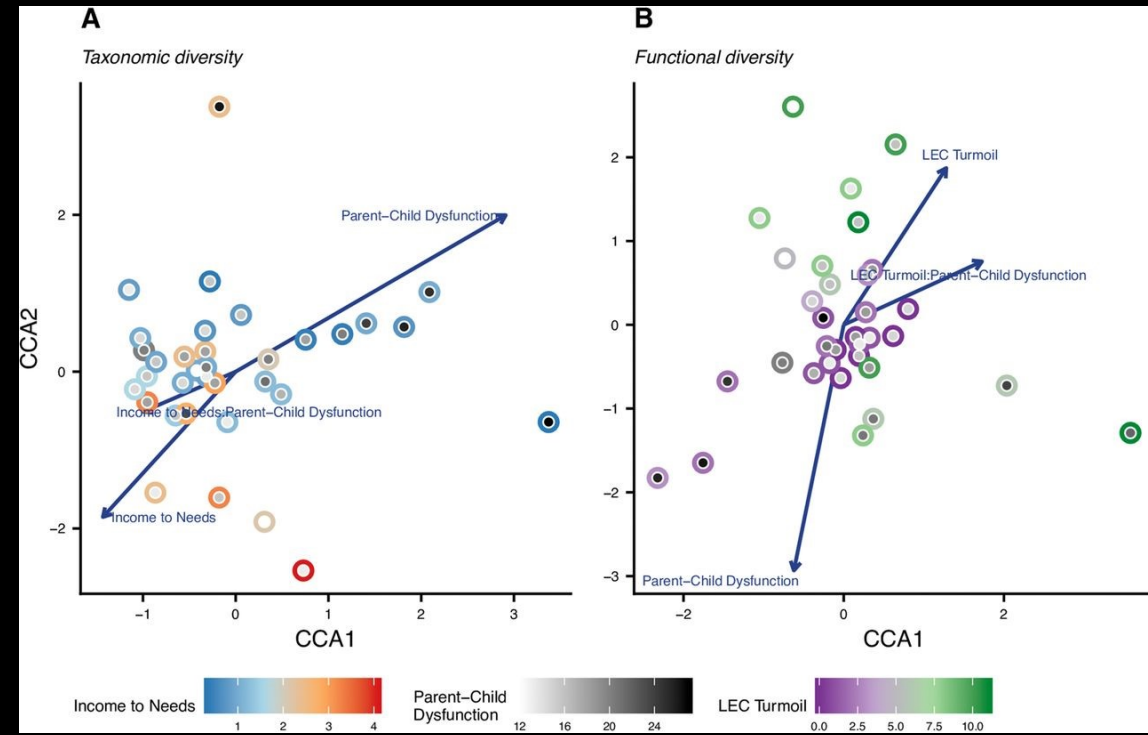 A
Taxonomic diversity
CCA2
2
0
−2
Parent−Child Dysfunction
Income to Needs:Parent−Child Dysfunction
Income to Needs
−1 0 1 2 3
CCA1
B
Functional diversity
2
1
0
−1
−2
−3
LEC Turmoil
LEC Turmoil:Parent−Child Dysfunction
Parent−Child Dysfunction
−2 0 2
CCA1
Income to Needs
1 2 3 4
Parent−Child
Dysfunction
12 16 20 24
LEC Turmoil
0.0 2.5 5.0 7.5 10.0